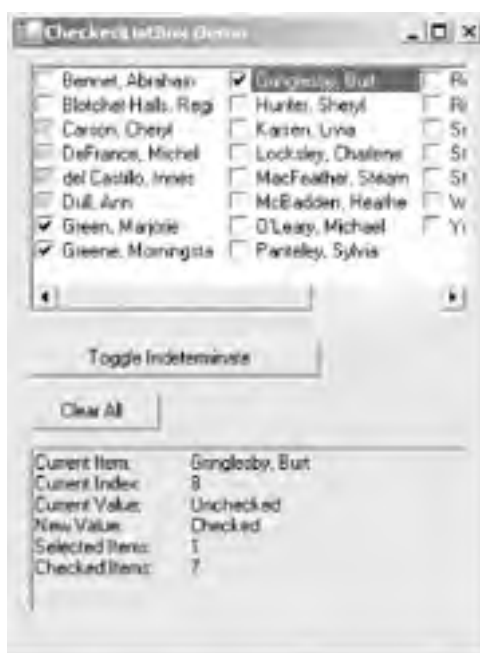 CheckedListBox Demo
Bennet, Abraham
Blotchet-Halls, Regi
Carson, Cheryl
DeFrance, Michel
del Castillo, Innes
Dull, Ann
Green, Marjorie
Greene, Morningsta
Gringlesby, Burt
Hunter, Sheryl
Karsen, Livia
Locksley, Charlene
MacFeather, Stearn
McBadden, Heathe
O'Leary, Michael
Panteley, Sylvia
Ri
St
W
Toggle Indeterminate
Clear All
Current Item: Gringlesby, Burt
Current Index: 8
Current Value: Unchecked
New Value: Checked
Selected Items: 1
Checked Items: 7